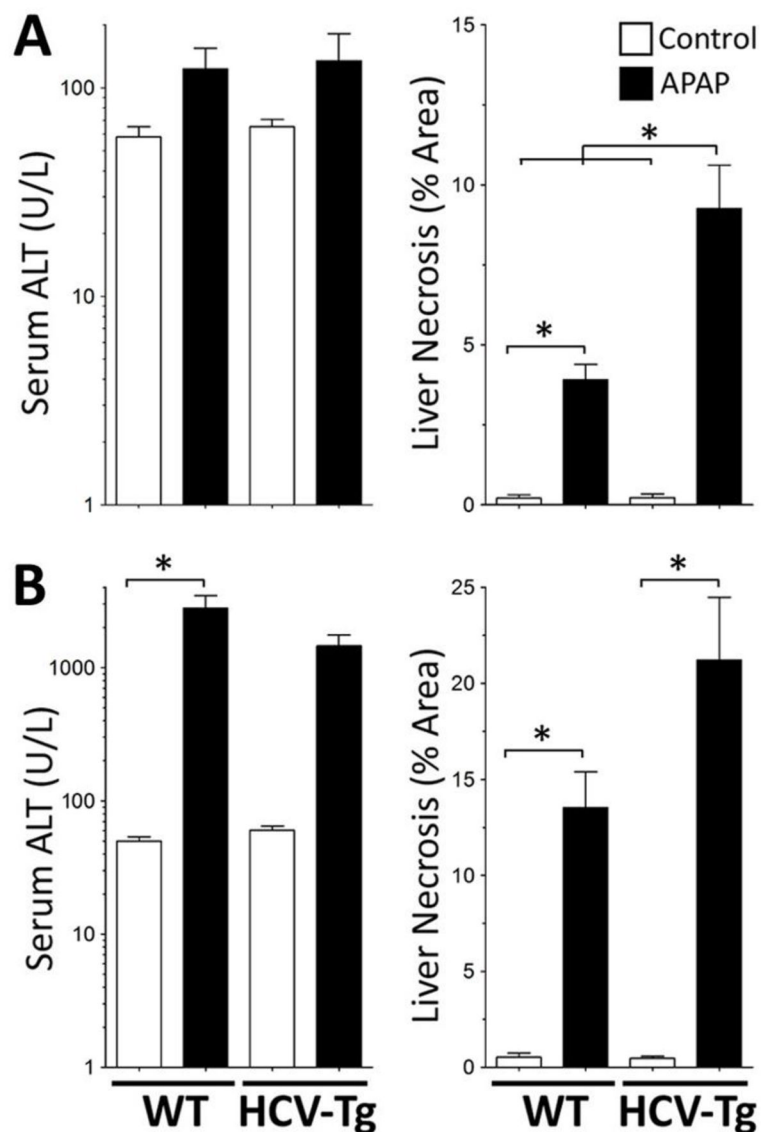 A
Serum ALT (U/L)
100
10
1
Liver Necrosis (% Area)
15
10
5
0
Control
APAP
*
*
B
Serum ALT (U/L)
1000
100
10
1
*
Liver Necrosis (% Area)
25
20
15
10
5
0
*
*
WT HCV-Tg
WT HCV-Tg